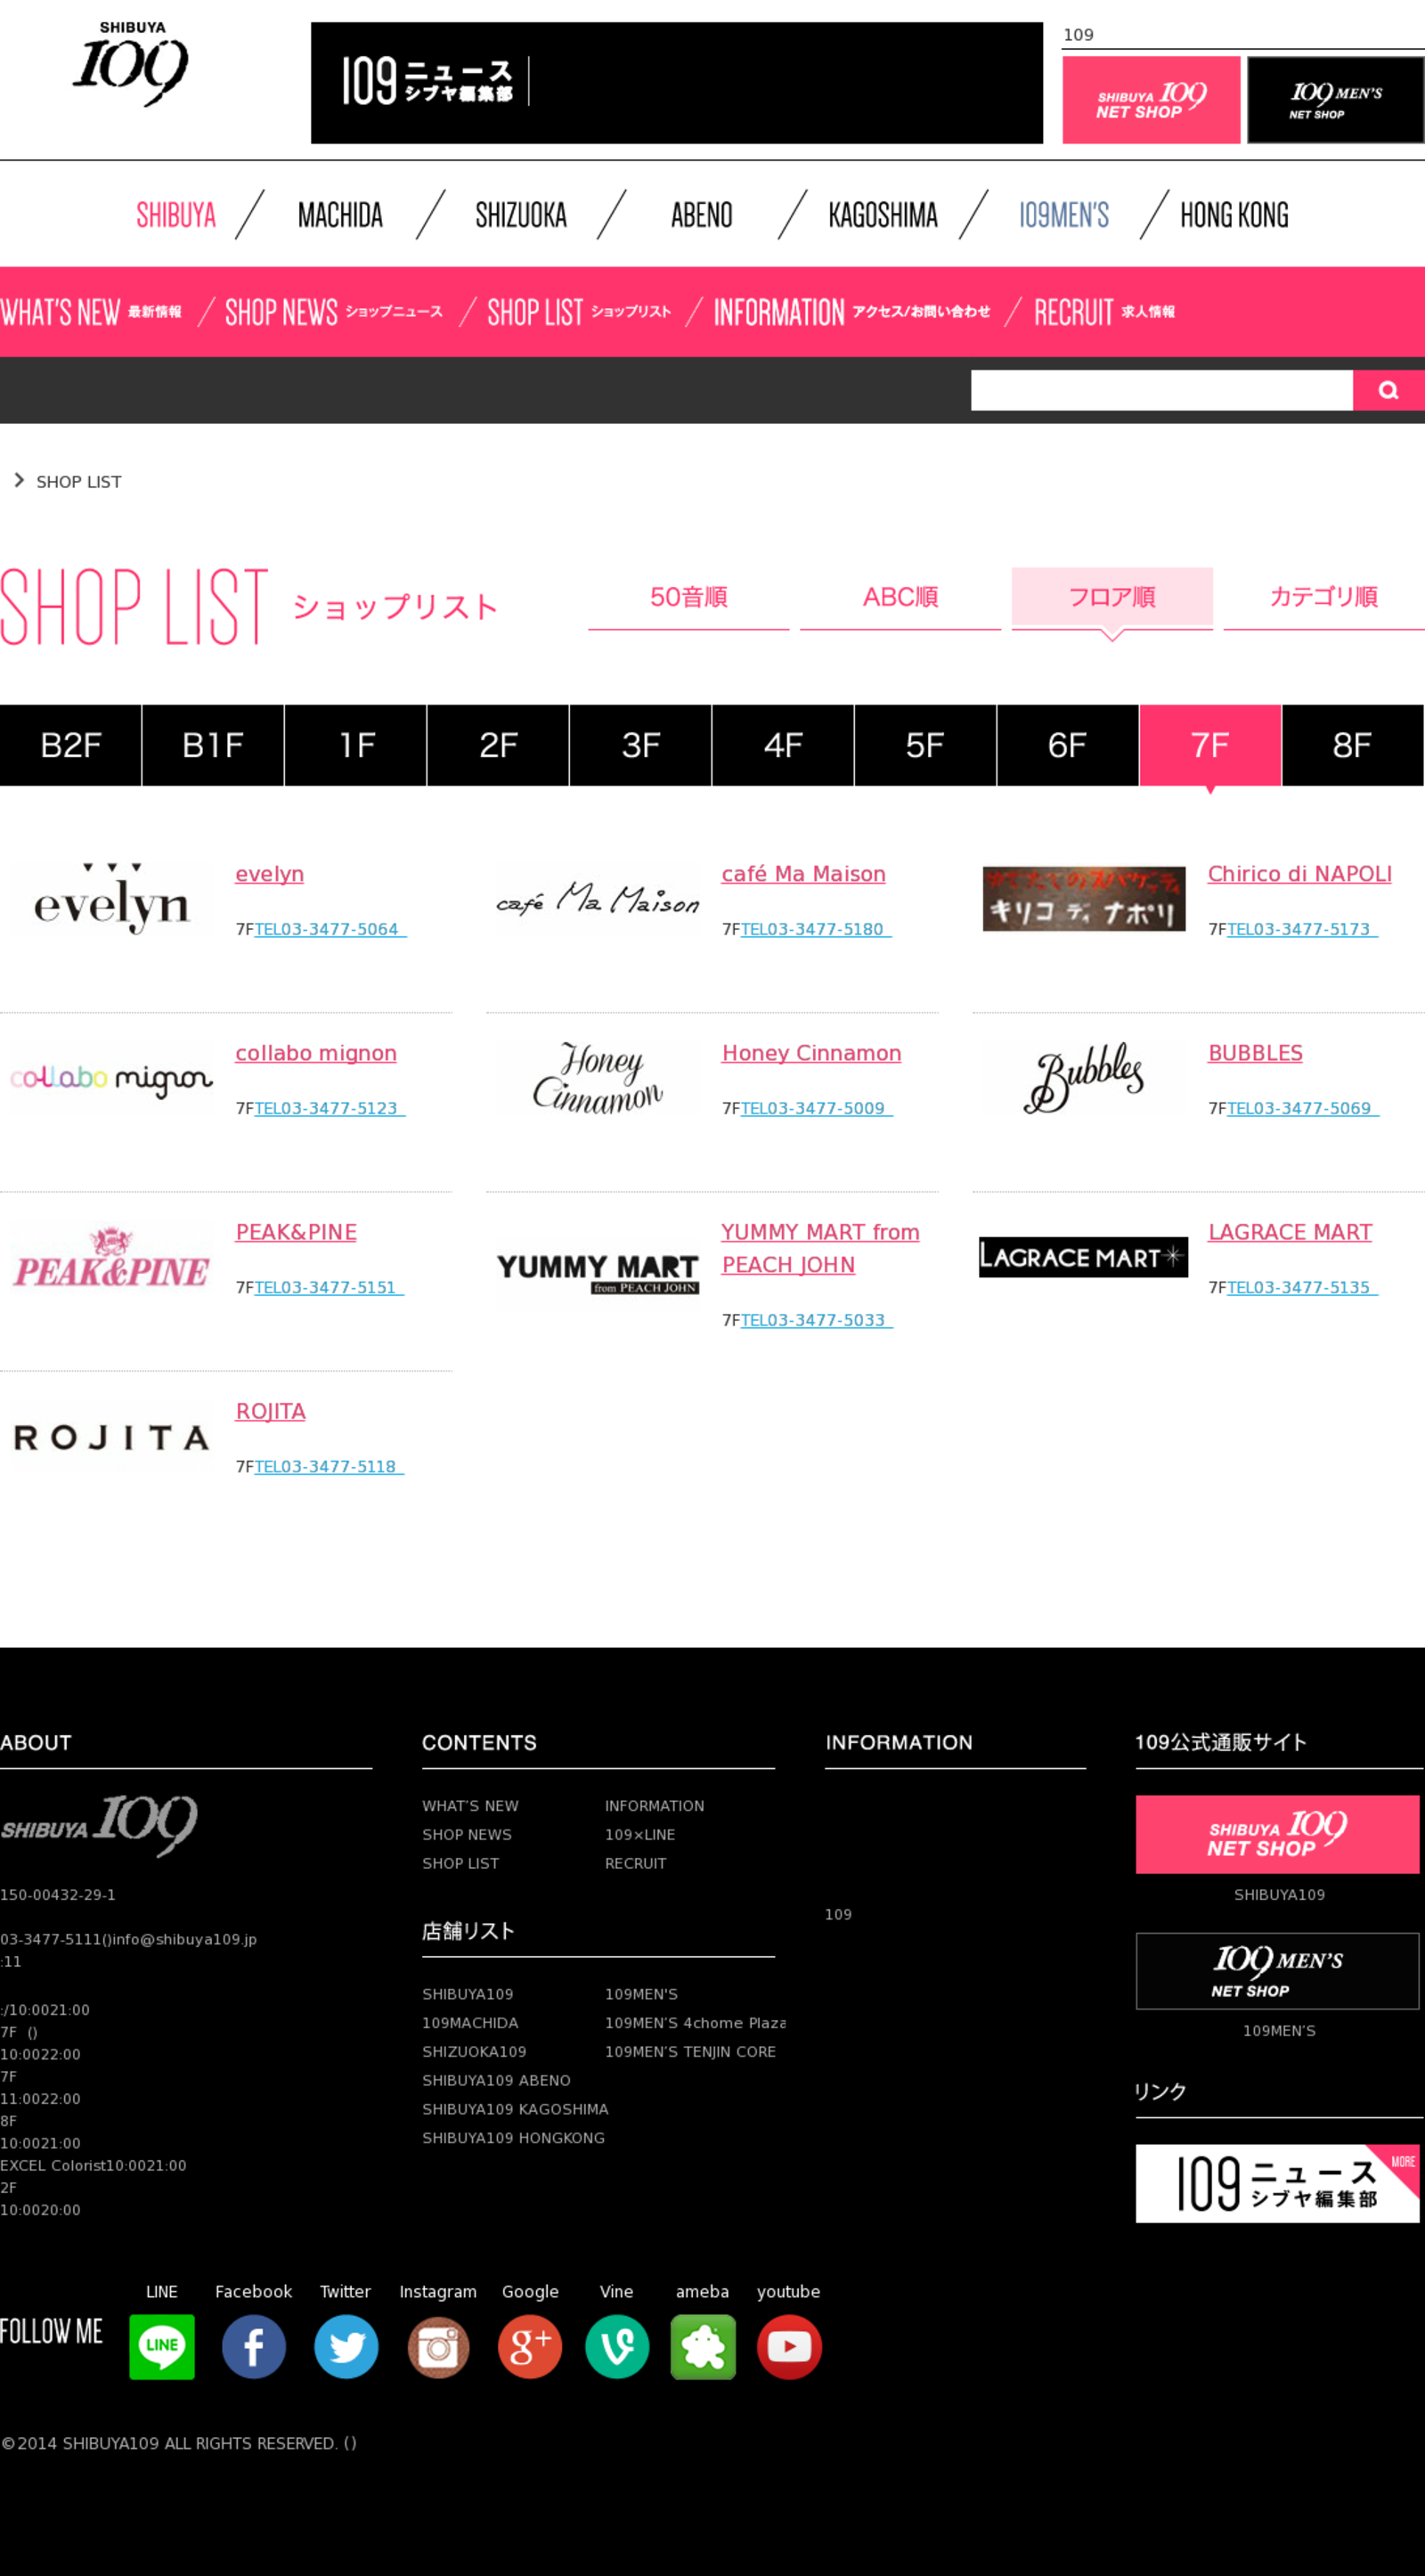 SHIBUYA
109
109 ニュース
シブヤ編集部
109
SHIBUYA 109
NET SHOP
109 MEN'S
NET SHOP
SHIBUYA MACHIDA SHIZUOKA ABENO KAGOSHIMA 109MEN'S HONG KONG
WHAT'S NEW 最新情報 SHOP NEWS ショップニュース SHOP LIST ショップリスト INFORMATION アクセス/お問い合わせ RECRUIT 求人情報
SHOP LIST
SHOP LIST ショップリスト
50音順 ABC順 フロア順 カテゴリ順
B2F B1F 1F 2F 3F 4F 5F 6F 7F 8F
evelyn
evelyn
7FTEL03-3477-5064
café Ma Maison
café Ma Maison
7FTEL03-3477-5180
キリコ ディ ナポリ
Chirico di NAPOLI
7FTEL03-3477-5173
collabo mignon
collabo mignon
7FTEL03-3477-5123
Honey
Cinnamon
Honey Cinnamon
7FTEL03-3477-5009
Bubbles
BUBBLES
7FTEL03-3477-5069
PEAK&PINE
PEAK&PINE
7FTEL03-3477-5151
YUMMY MART
from PEACH JOHN
YUMMY MART from
PEACH JOHN
7FTEL03-3477-5033
LAGRACE MART
LAGRACE MART
7FTEL03-3477-5135
ROJITA
ROJITA
7FTEL03-3477-5118
ABOUT
SHIBUYA 109
150-00432-29-1
03-3477-5111()info@shibuya109.jp
:11
:/10:0021:00
7F ()
10:0022:00
7F
11:0022:00
8F
10:0021:00
EXCEL Colorist10:0021:00
2F
10:0020:00
CONTENTS
WHAT'S NEW INFORMATION
SHOP NEWS 109×LINE
SHOP LIST RECRUIT
店舗リスト
SHIBUYA109 109MEN'S
109MACHIDA 109MEN'S 4chome Plaza
SHIZUOKA109 109MEN'S TENJIN CORE
SHIBUYA109 ABENO
SHIBUYA109 KAGOSHIMA
SHIBUYA109 HONGKONG
INFORMATION
109
109公式通販サイト
SHIBUYA 109
NET SHOP
SHIBUYA109
109 MEN'S
NET SHOP
109MEN'S
リンク
109 ニュース
シブヤ編集部
MORE
FOLLOW ME
LINE Facebook Twitter Instagram Google Vine ameba youtube
LINE
g+
©2014 SHIBUYA109 ALL RIGHTS RESERVED. ()